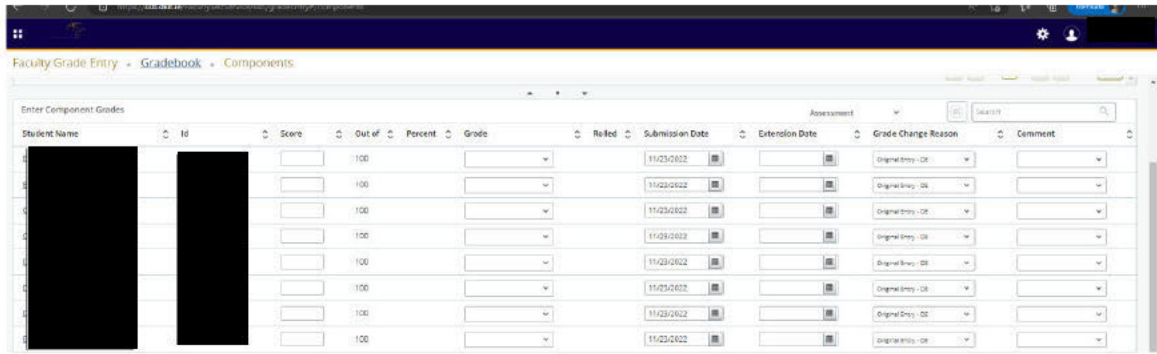 Faculty Grade Entry • Gradebook • Components
Enter Component Grades
Assessment
Search
Student Name Id Score Out of Percent Grade Rolled Submission Date Extension Date Grade Change Reason Comment
100 11/23/2022 Original Entry - OE
100 11/23/2022 Original Entry - OE
100 11/23/2022 Original Entry - OE
100 11/23/2022 Original Entry - OE
100 11/23/2022 Original Entry - OE
100 11/23/2022 Original Entry - OE
100 11/23/2022 Original Entry - OE
100 11/23/2022 Original Entry - OE